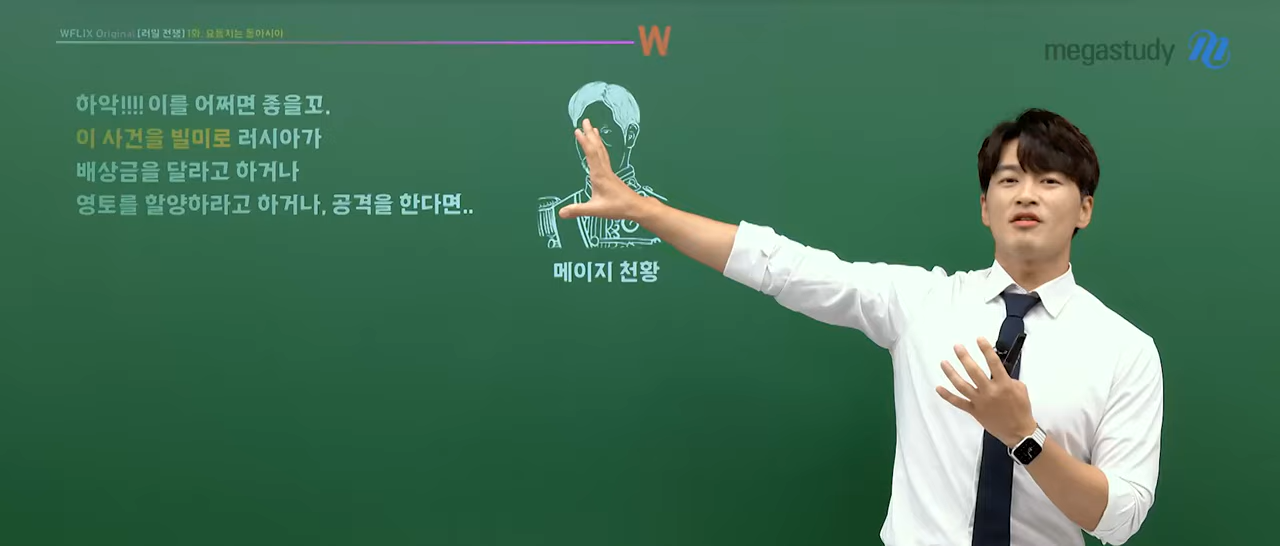 WFLIX Original [러일 전쟁] 1화. 요동치는 동아시아
W
megastudy
하악!!!! 이를 어쩌면 좋을꼬.
이 사건을 빌미로 러시아가
배상금을 달라고 하거나
영토를 할양하라고 하거나, 공격을 한다면..
메이지 천황